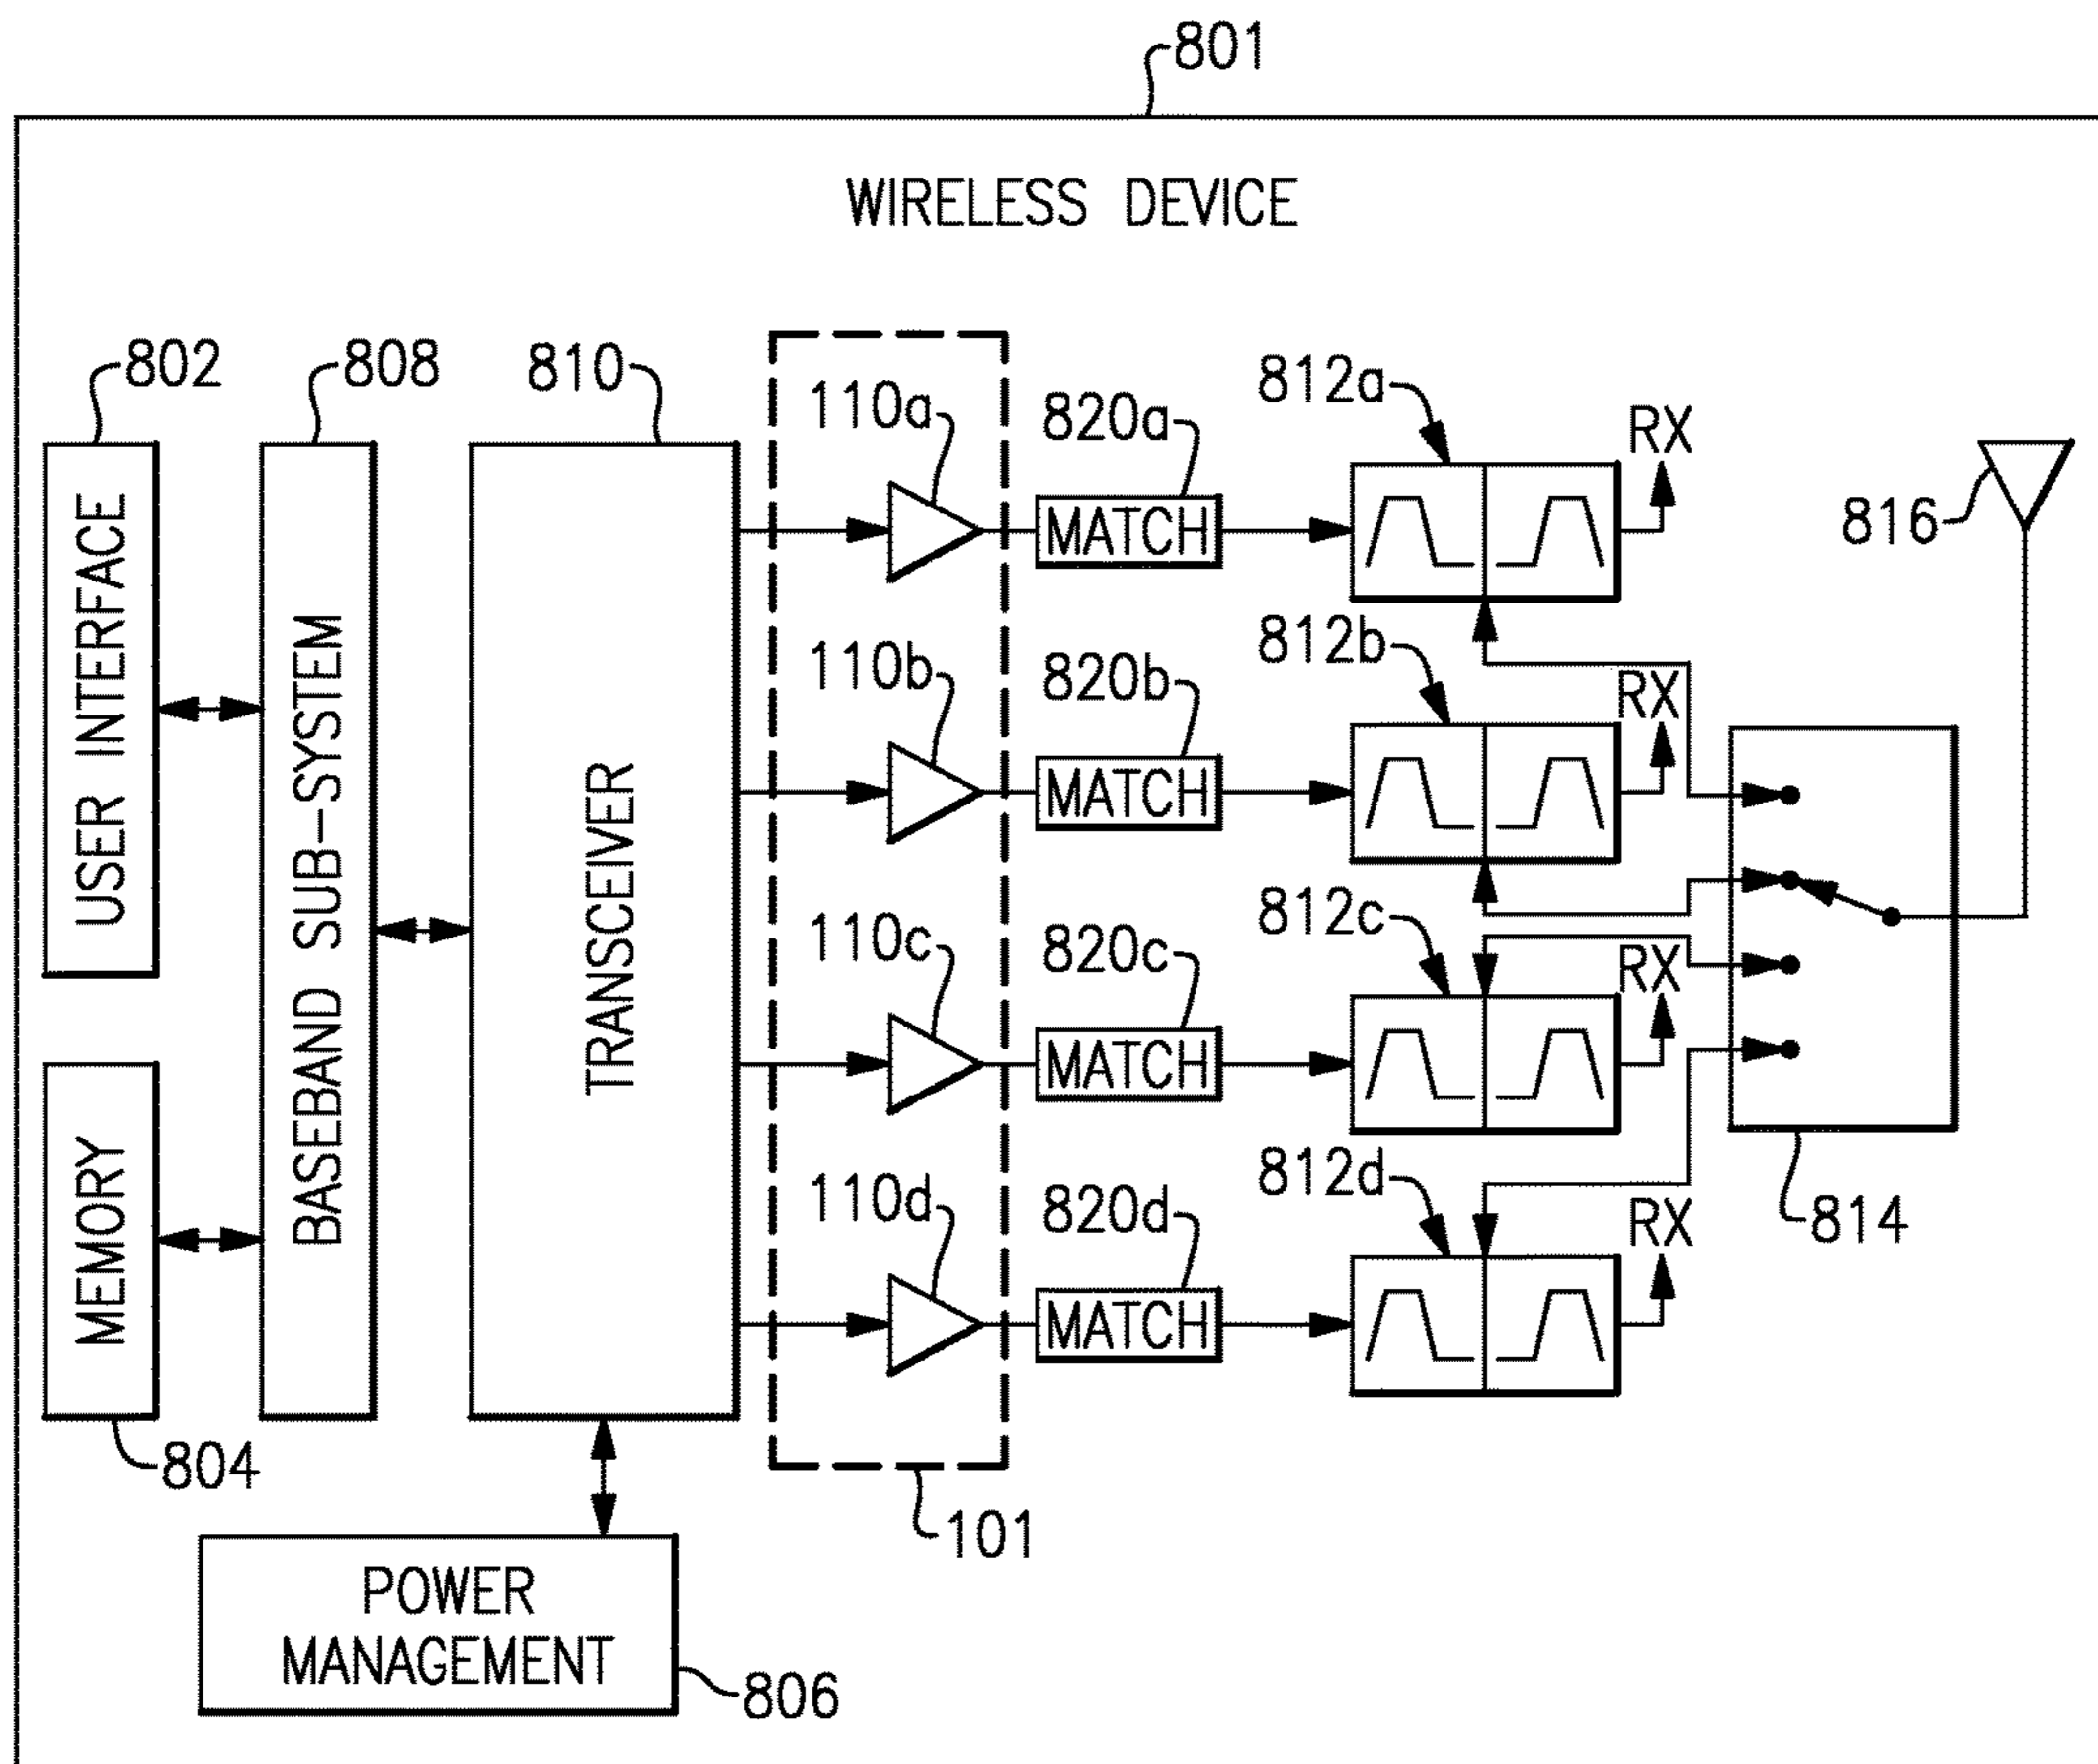 801
WIRELESS DEVICE
802
808
810
110a
820a
812a
RX
816
USER INTERFACE
BASEBAND SUB-SYSTEM
TRANSCEIVER
MATCH
110b
820b
812b
RX
MATCH
110c
820c
812c
RX
MATCH
MEMORY
110d
820d
812d
RX
814
MATCH
804
101
POWER
MANAGEMENT
806